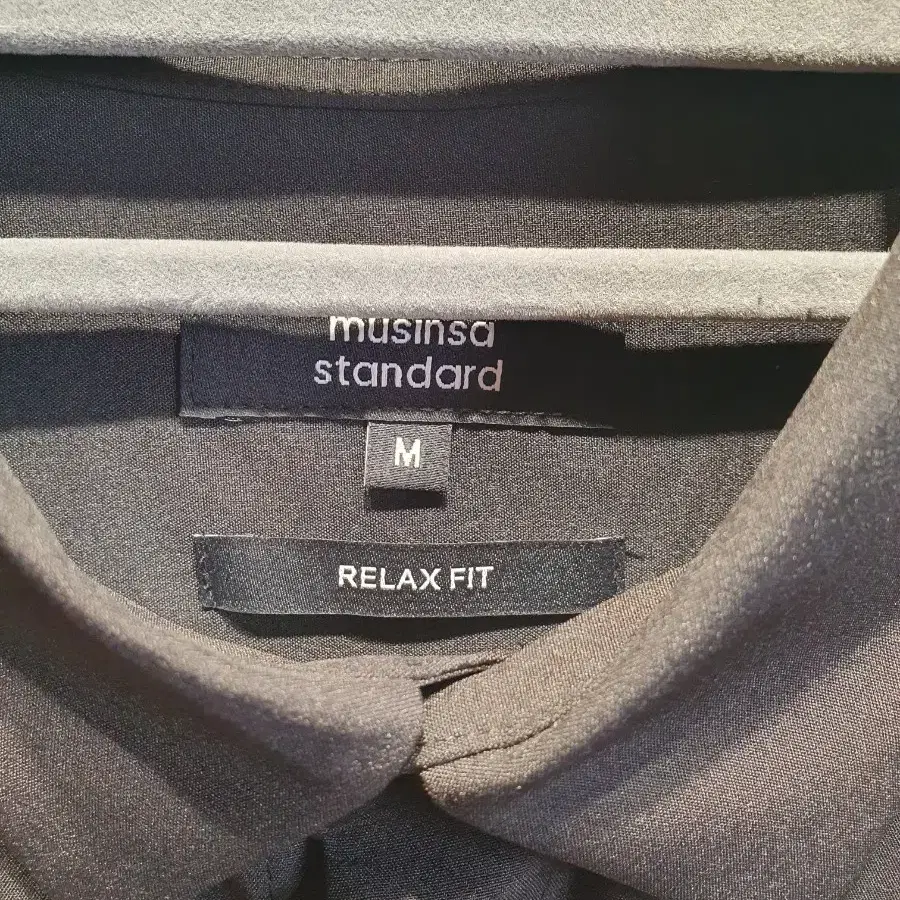 musinsa
standard
M
RELAX FIT